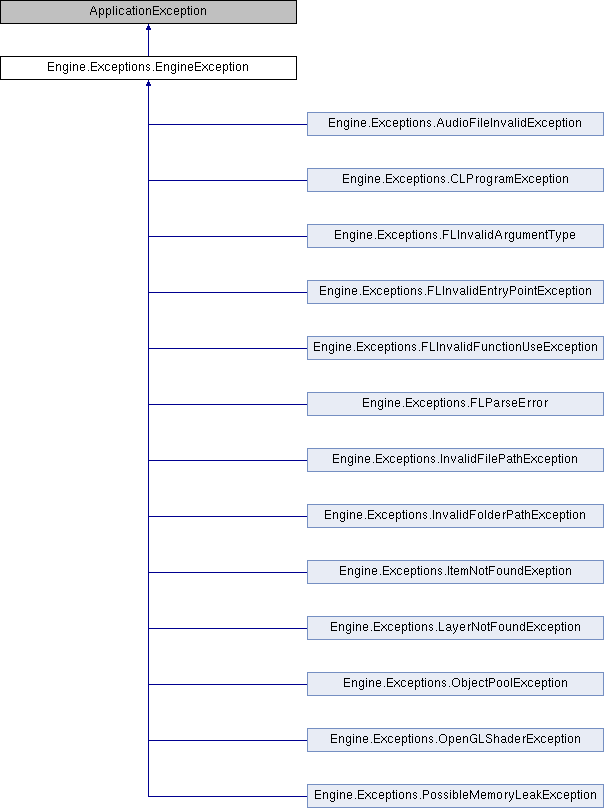 ApplicationException
Engine.Exceptions.EngineException
Engine.Exceptions.AudioFileInvalidException
Engine.Exceptions.CLProgramException
Engine.Exceptions.FLInvalidArgumentType
Engine.Exceptions.FLInvalidEntryPointException
Engine.Exceptions.FLInvalidFunctionUseException
Engine.Exceptions.FLParseError
Engine.Exceptions.InvalidFilePathException
Engine.Exceptions.InvalidFolderPathException
Engine.Exceptions.ItemNotFoundExeption
Engine.Exceptions.LayerNotFoundException
Engine.Exceptions.ObjectPoolException
Engine.Exceptions.OpenGLShaderException
Engine.Exceptions.PossibleMemoryLeakException